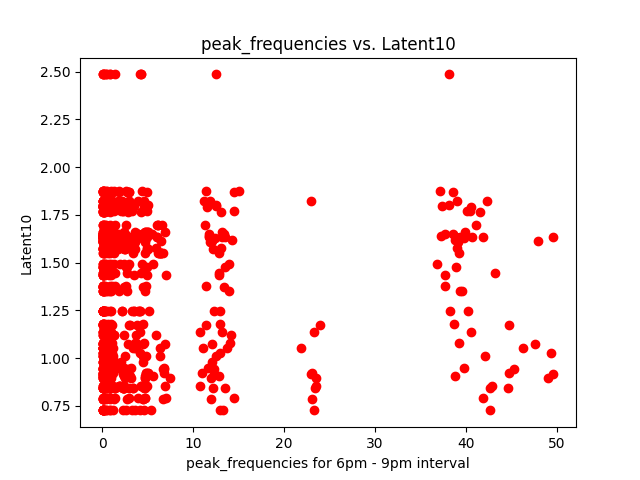 peak_frequencies vs. Latent10
2.50
2.25
2.00
1.75
1.50
1.25
1.00
0.75
Latent10
0 10 20 30 40 50
peak_frequencies for 6pm - 9pm interval